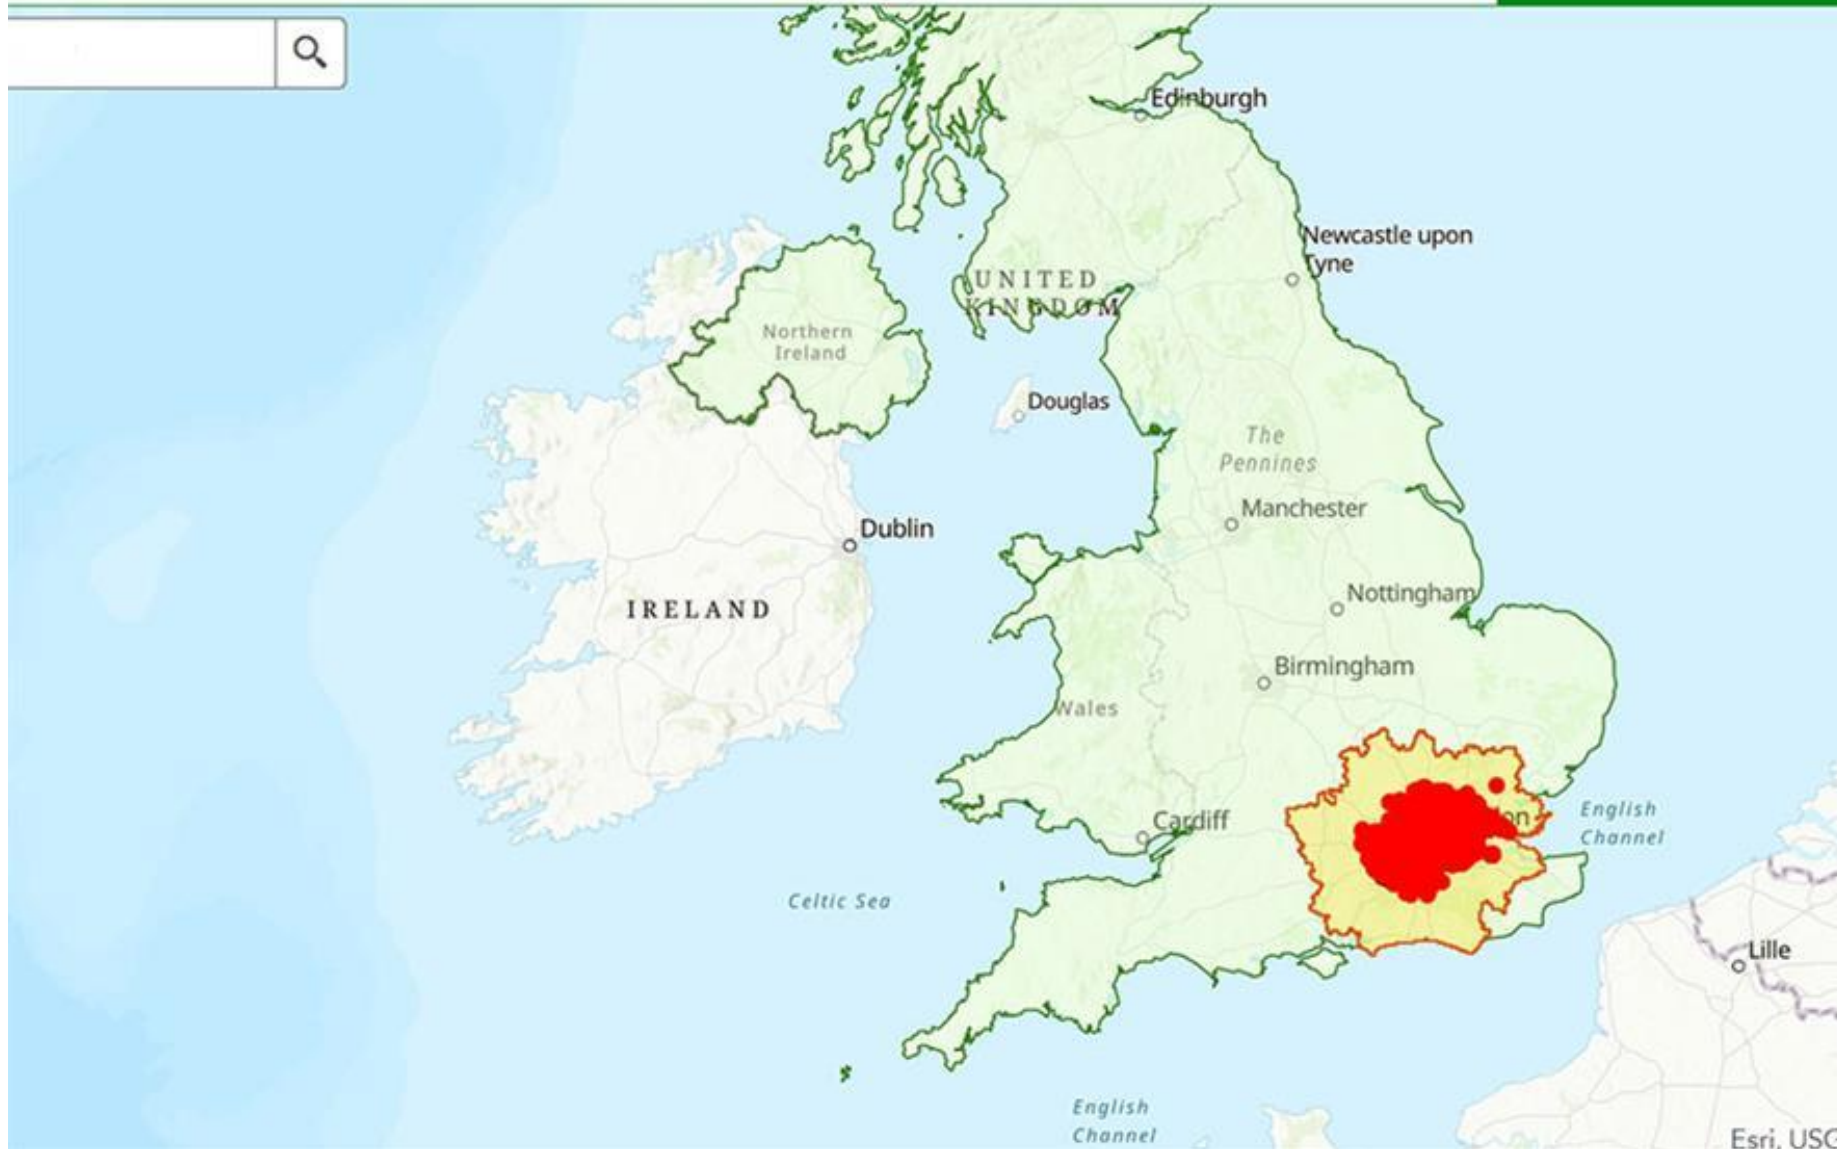 Edinburgh
Newcastle upon
Tyne
UNITED
KINGDOM
Northern
Ireland
Douglas
The
Pennines
Manchester
Dublin
Nottingham
IRELAND
Birmingham
Wales
English
Channel
Cardiff
on
Celtic Sea
Lille
English
Channel
Esri, USG